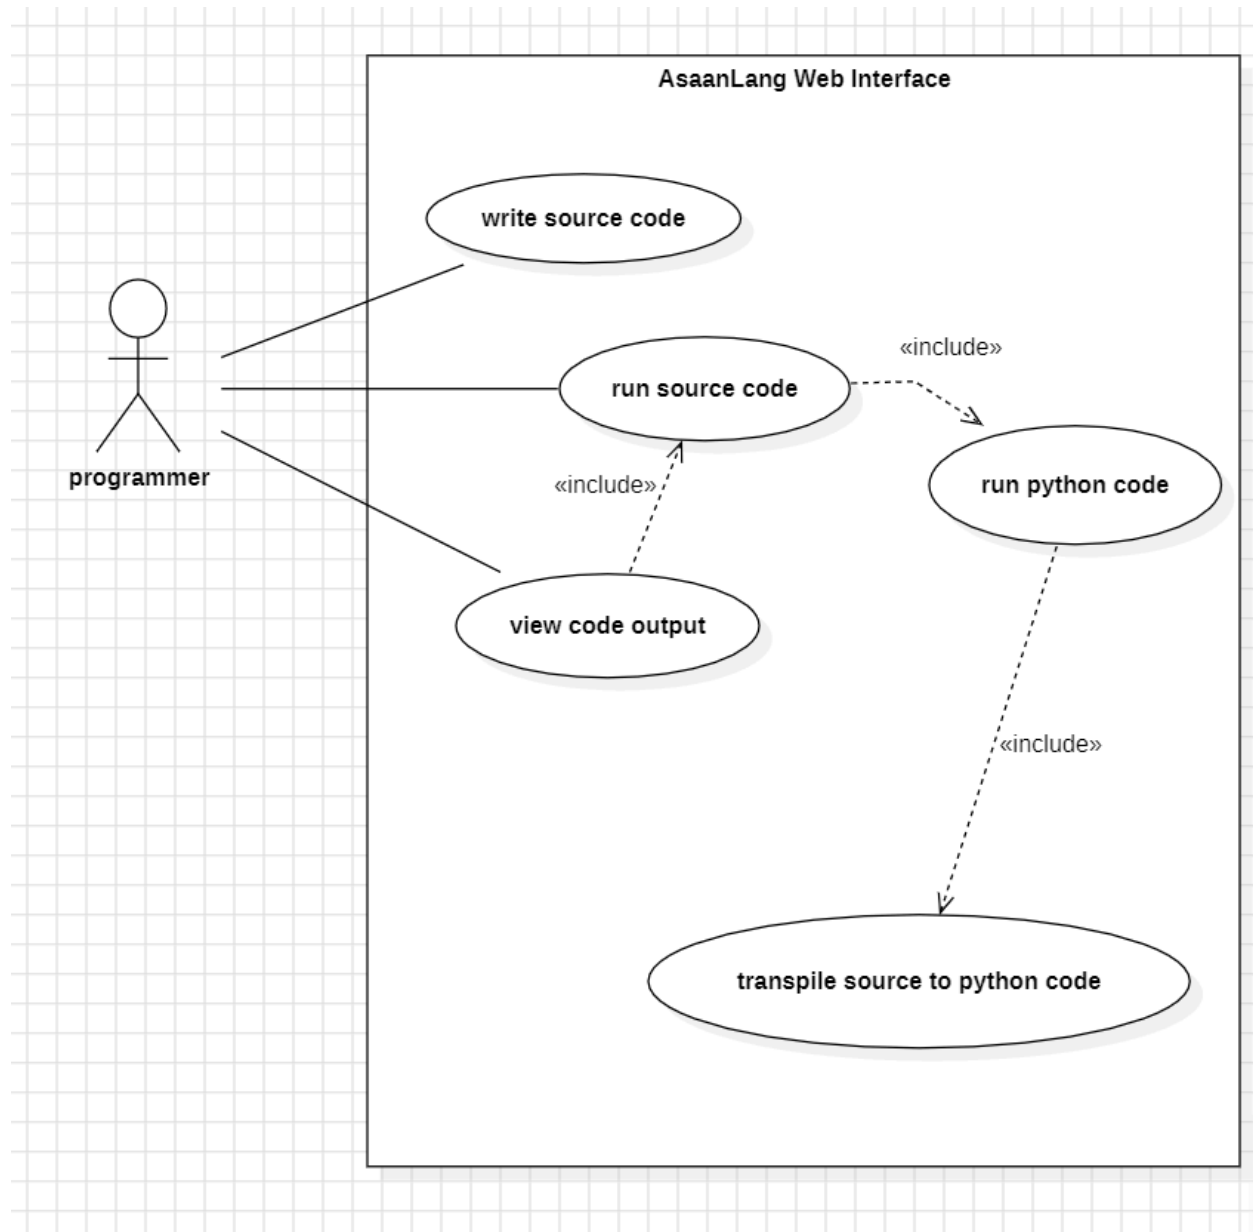 AsaanLang Web Interface
write source code
«include»
run source code
programmer
«include»
run python code
view code output
«include»
transpile source to python code